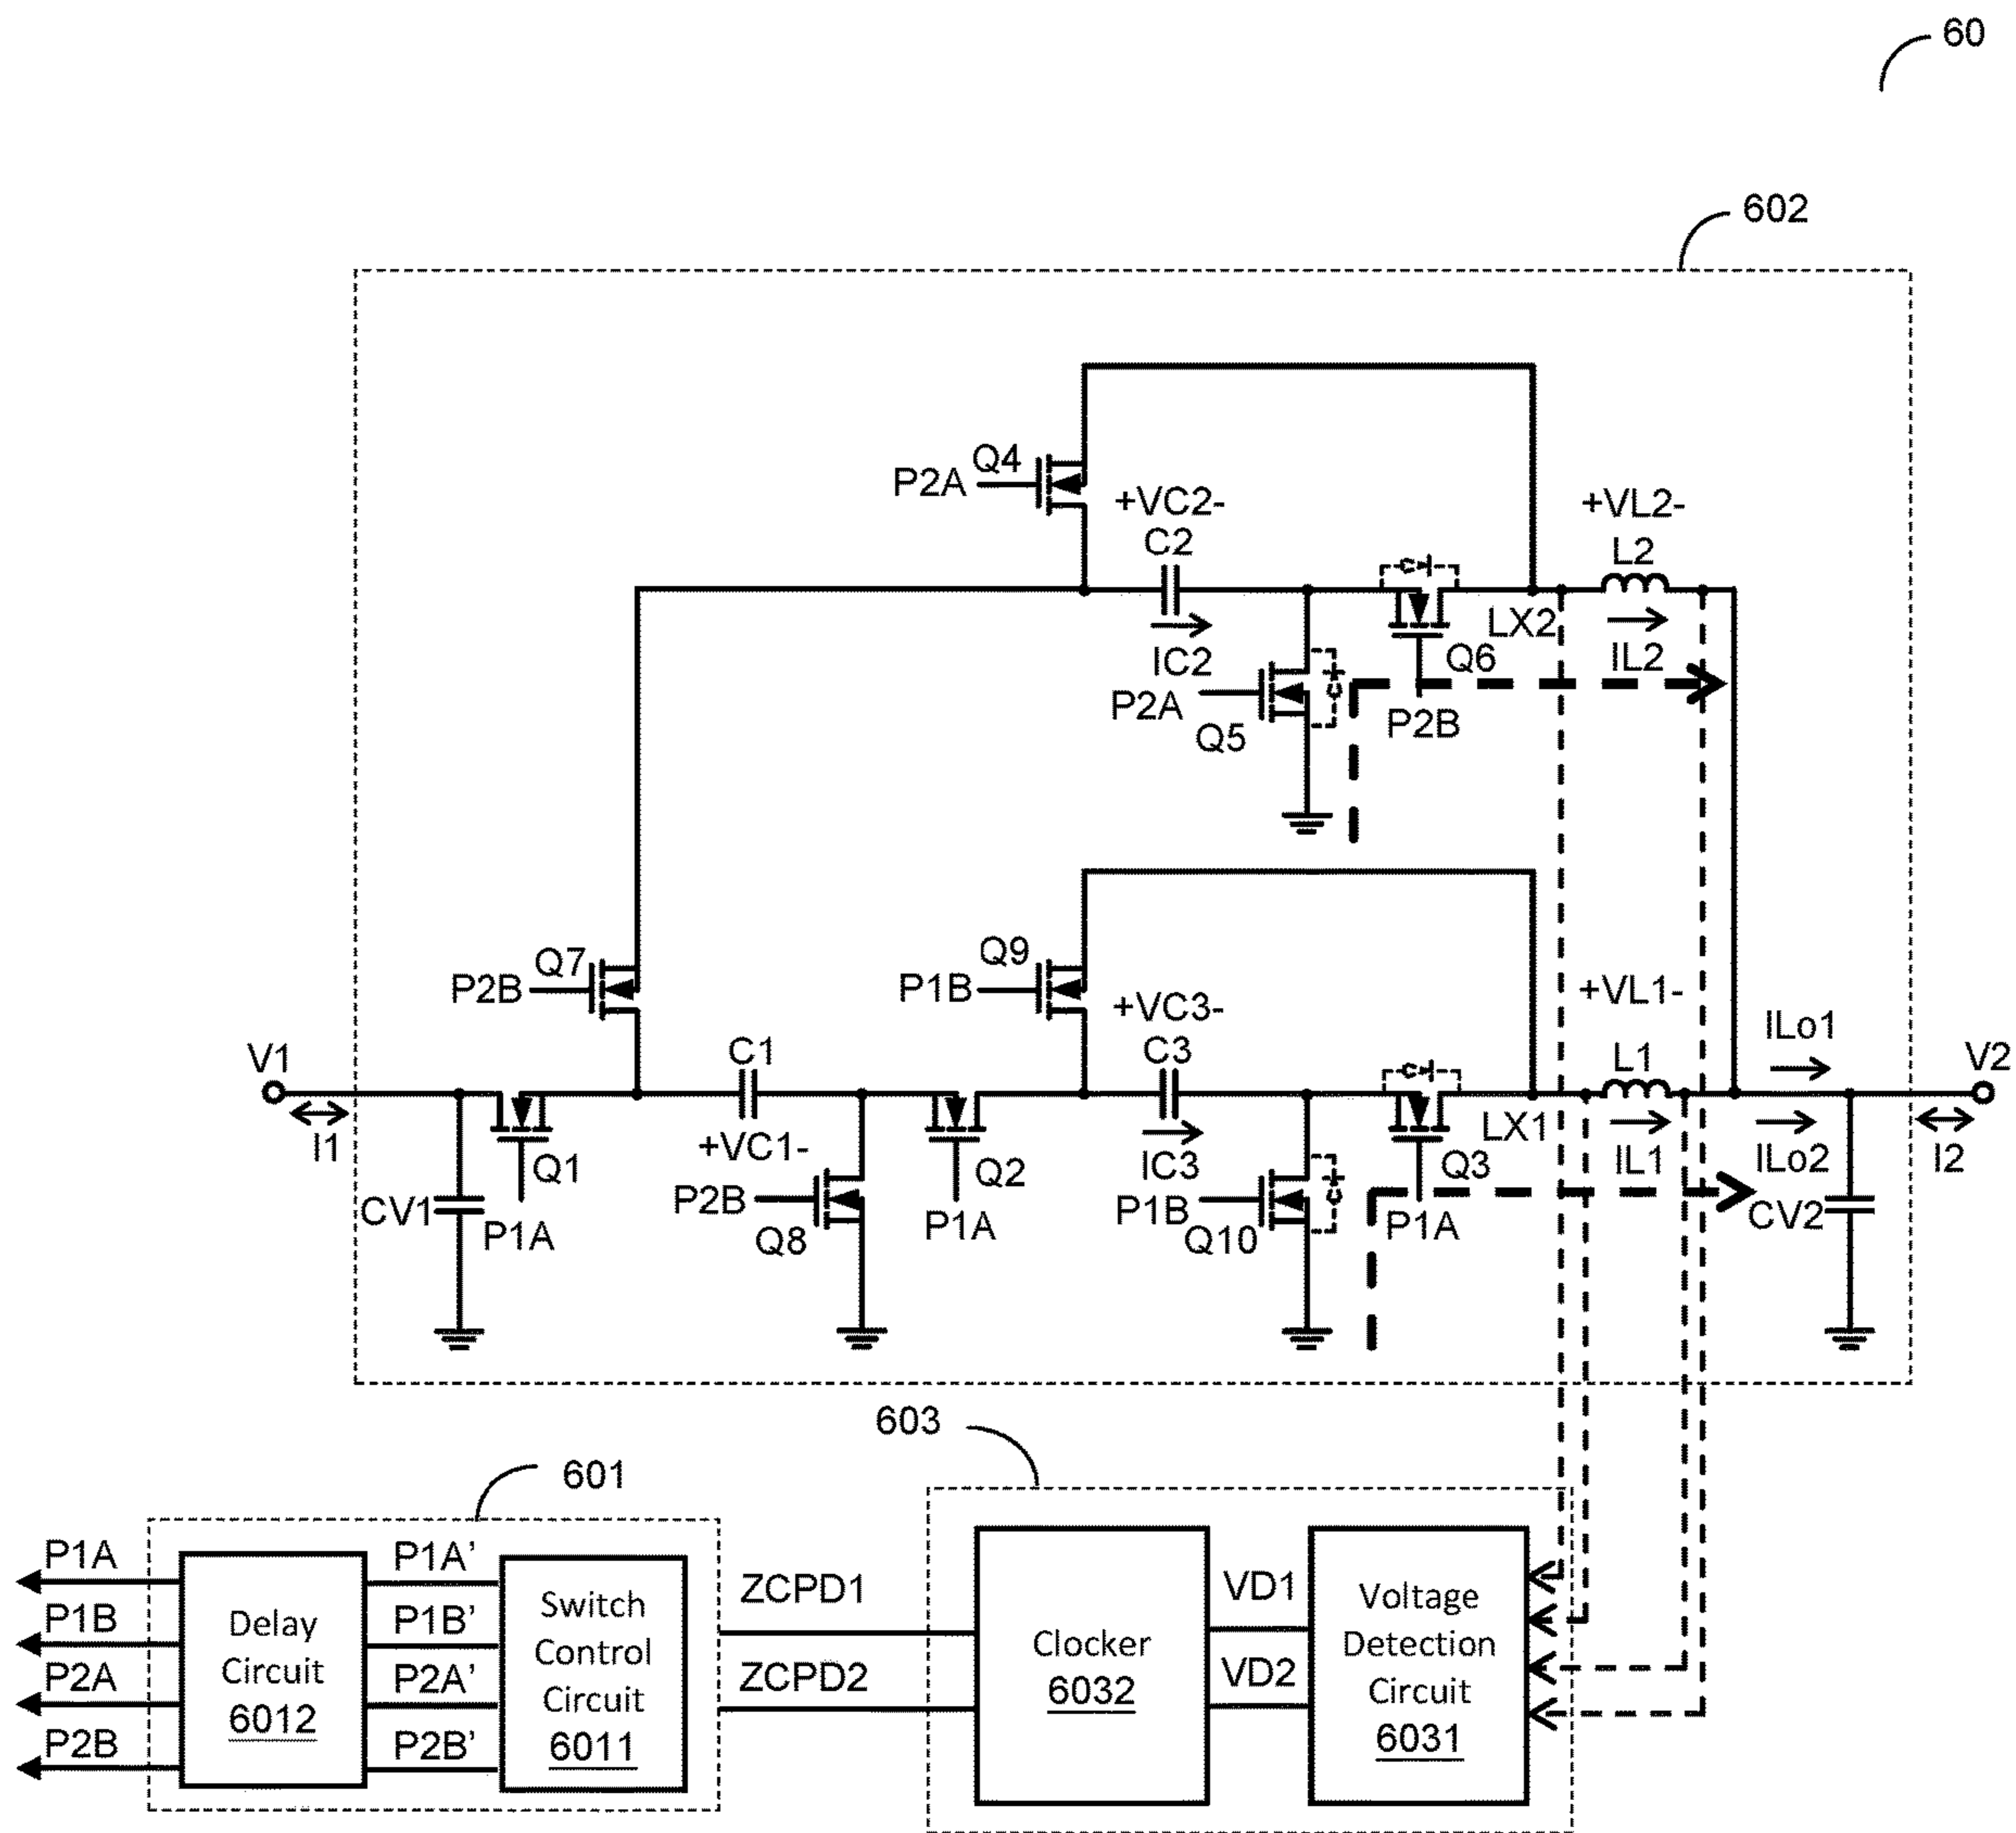 60
602
Q4
P2A
+VC2-
C2
IC2
+VL2-
L2
LX2
IL2
Q6
P2A
Q5
P2B
Q7
P2B
Q9
P1B
+VC3-
C3
IC3
+VL1-
L1
LX1
IL1
ILo1
ILo2
V1
I1
V2
I2
C1
+VC1-
Q1
P1A
CV1
P2B
Q8
Q2
P1A
P1B
Q10
Q3
P1A
CV2
603
601
P1A
P1B
P2A
P2B
Delay
Circuit
6012
P1A’
P1B’
P2A’
P2B’
Switch
Control
Circuit
6011
ZCPD1
ZCPD2
Clocker
6032
VD1
VD2
Voltage
Detection
Circuit
6031